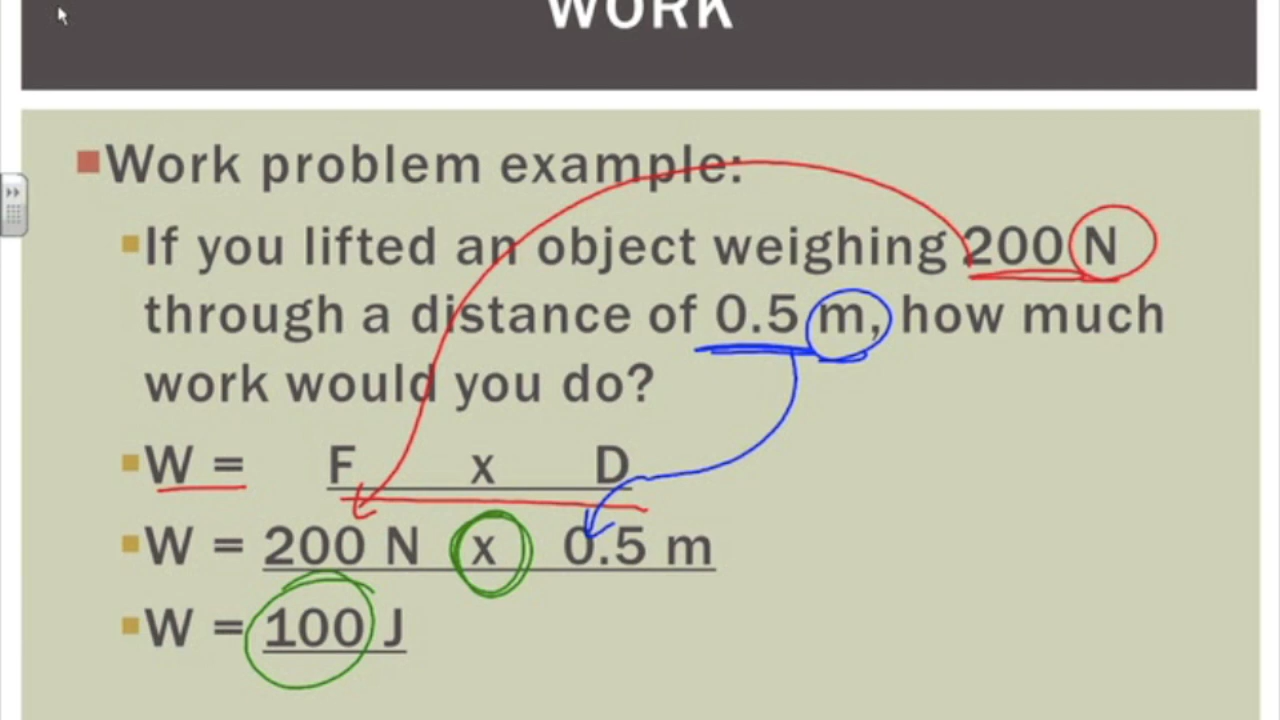 WORK
Work problem example:
If you lifted an object weighing 200 N
through a distance of 0.5 m, how much
work would you do?
W = F x D
W = 200 N x 0.5 m
W = 100 J